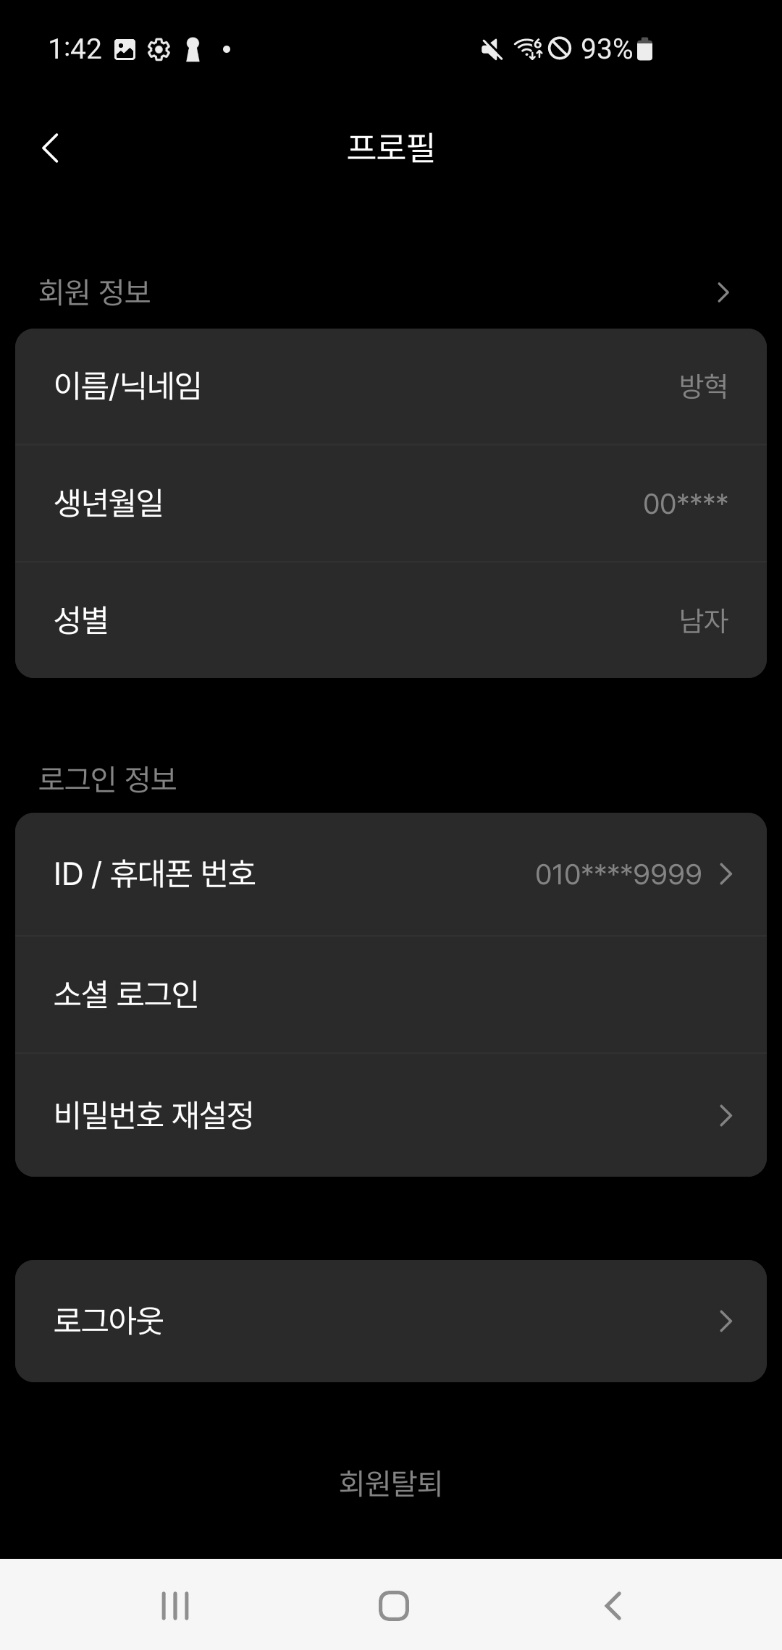 1:42
93%
프로필
회원 정보
이름/닉네임 방혁
생년월일 00****
성별 남자
로그인 정보
ID / 휴대폰 번호 010****9999
소셜 로그인
비밀번호 재설정
로그아웃
회원탈퇴